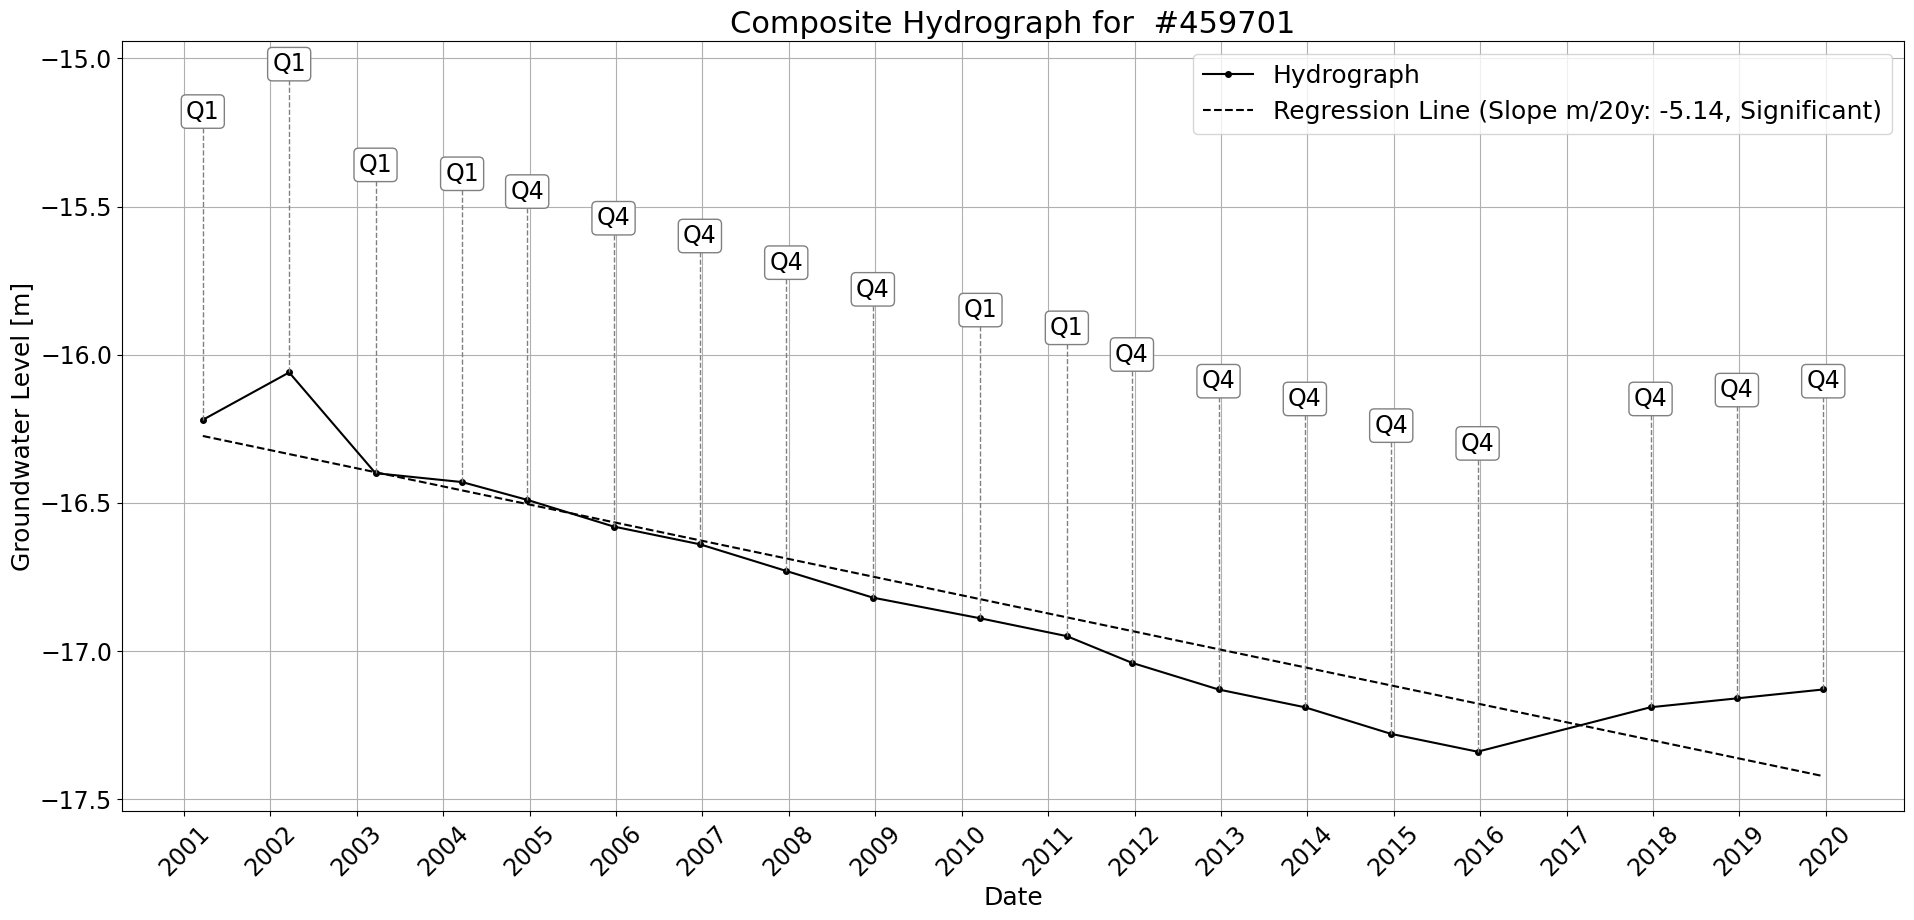 Composite Hydrograph for  #459701
Hydrograph
Regression Line (Slope m/20y: -5.14, Significant)
Q1
Q1
Q1
Q1
Q4
Q4
Q4
Q4
Q4
Q1
Q1
Q4
Q4
Q4
Q4
Q4
Q4
Q4
Q4
Groundwater Level [m]
−15.0
−15.5
−16.0
−16.5
−17.0
−17.5
2001
2002
2003
2004
2005
2006
2007
2008
2009
2010
2011
2012
2013
2014
2015
2016
2017
2018
2019
2020
Date